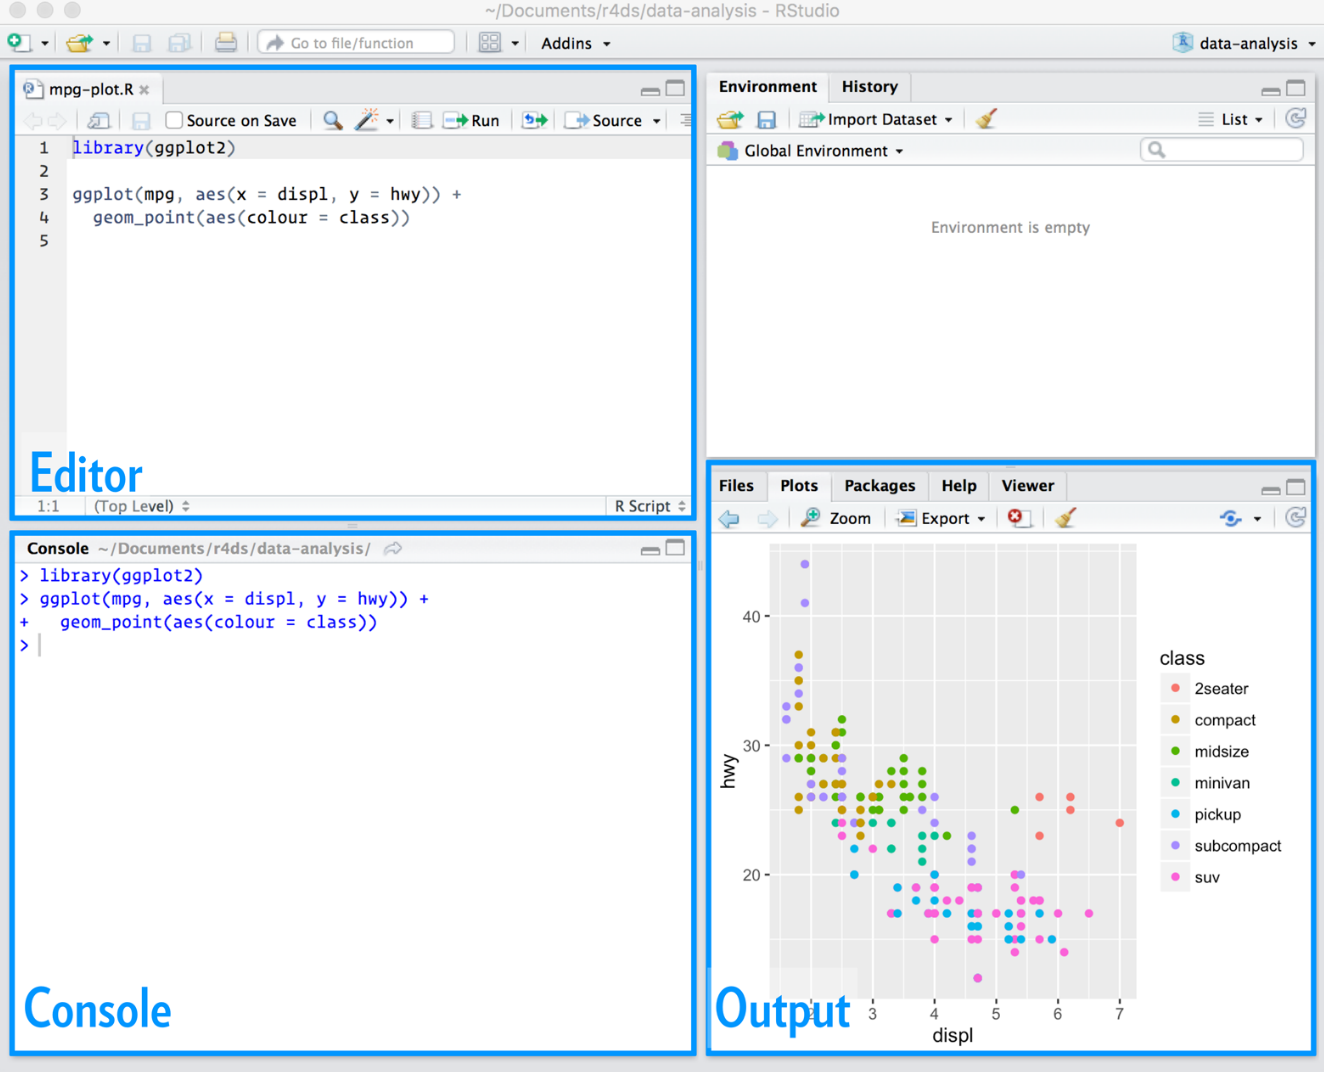 ~/Documents/r4ds/data-analysis - RStudio
Go to file/function
Addins
data-analysis
mpg-plot.R
Source on Save
Run
Source
1 library(ggplot2)
2
3 ggplot(mpg, aes(x = displ, y = hwy)) +
4   geom_point(aes(colour = class))
5
Editor
1:1 (Top Level) R Script
Environment History
Import Dataset
List
Global Environment
Environment is empty
Console ~/Documents/r4ds/data-analysis/
> library(ggplot2)
> ggplot(mpg, aes(x = displ, y = hwy)) +
+   geom_point(aes(colour = class))
>
Console
Files Plots Packages Help Viewer
Zoom Export
40
30
20
hwy
2 3 4 5 6 7
displ
class
2seater
compact
midsize
minivan
pickup
subcompact
suv
Output